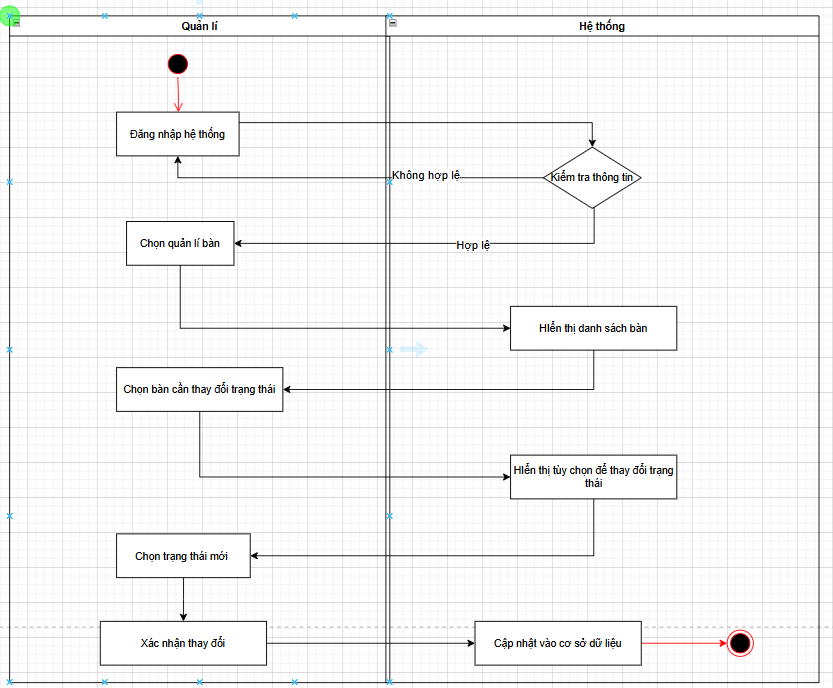 Quản lí
Hệ thống
Đăng nhập hệ thống
Không hợp lệ
Kiểm tra thông tin
Chọn quản lí bàn
Hợp lệ
HIển thị danh sách bàn
Chọn bàn cần thay đổi trạng thái
HIển thị tùy chọn để thay đổi trạng
thái
Chọn trạng thái mới
Xác nhận thay đổi
Cập nhật vào cơ sở dữ liệu